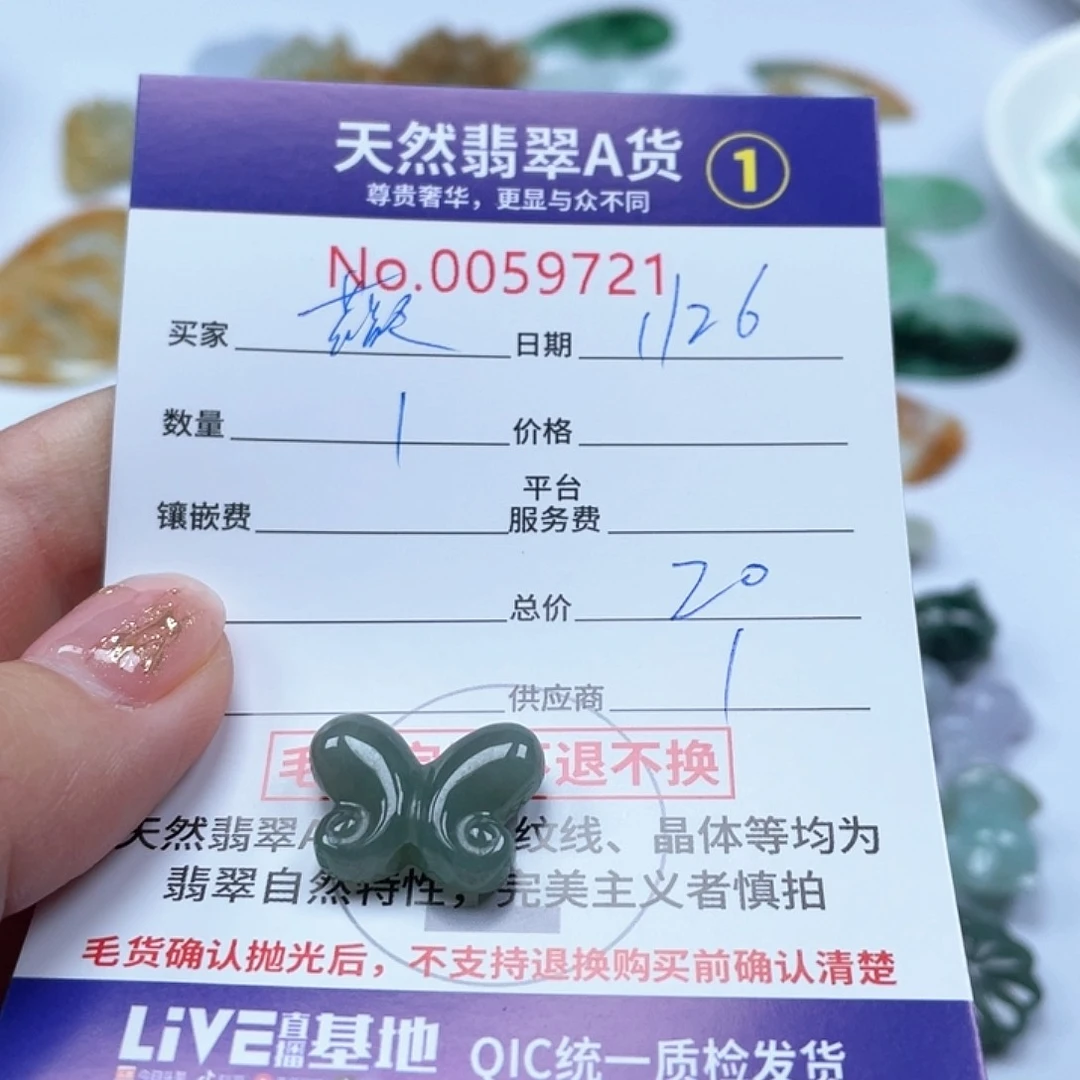 天然翡翠A货 1
尊贵奢华，更显与众不同
No.0059721
买家 日期 1/26
数量 1 价格
镶嵌费 平台服务费
总价 20
供应商 1
毛 退不换
天然翡翠A 纹线、晶体等均为
翡翠自然特性，完美主义者慎拍
毛货确认抛光后，不支持退换购买前确认清楚
LiVE直播基地 QIC统一质检发货